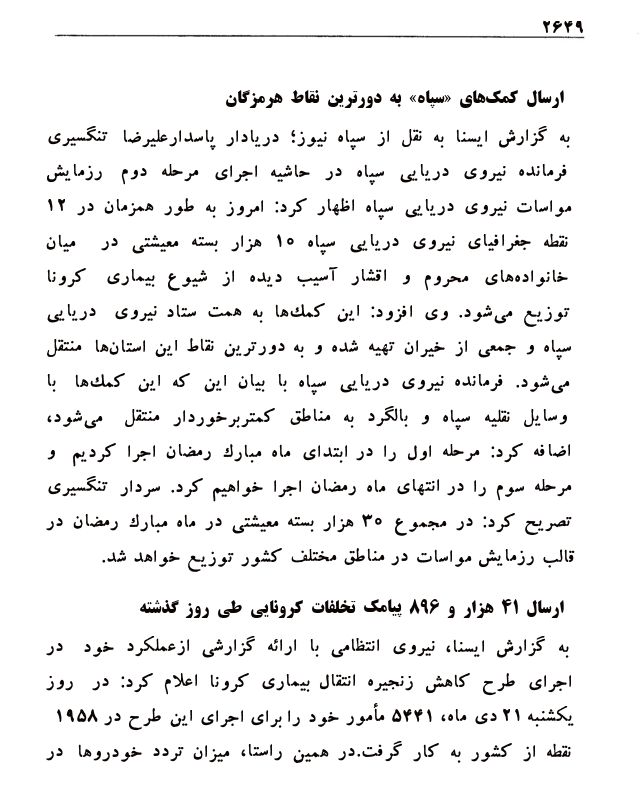 ۲۶۴۹
ارسال کمک‌های «سپاه» به دورترین نقاط هرمزگان
به گزارش ایسنا به نقل از سپاه نیوز؛ دریادار پاسدارعلیرضا تنگسیری
فرمانده نیروی دریایی سپاه در حاشیه اجرای مرحله دوم رزمایش
مواسات نیروی دریایی سپاه اظهار کرد: امروز به طور همزمان در ۱۲
نقطه جغرافیای نیروی دریایی سپاه ۱۰ هزار بسته معیشتی در میان
خانواده‌های محروم و اقشار آسیب دیده از شیوع بیماری کرونا
توزیع می‌شود. وی افزود: این کمک‌ها به همت ستاد نیروی دریایی
سپاه و جمعی از خیران تهیه شده و به دورترین نقاط این استان‌ها منتقل
می‌شود. فرمانده نیروی دریایی سپاه با بیان این که این کمک‌ها با
وسایل نقلیه سپاه و بالگرد به مناطق کمتربرخوردار منتقل می‌شود،
اضافه کرد: مرحله اول را در ابتدای ماه مبارك رمضان اجرا کردیم و
مرحله سوم را در انتهای ماه رمضان اجرا خواهیم کرد. سردار تنگسیری
تصریح کرد: در مجموع ۳۰ هزار بسته معیشتی در ماه مبارك رمضان در
قالب رزمایش مواسات در مناطق مختلف کشور توزیع خواهد شد.
ارسال ۴۱ هزار و ۸۹۶ پیامک تخلفات کرونایی طی روز گذشته
به گزارش ایسنا، نیروی انتظامی با ارائه گزارشی ازعملکرد خود در
اجرای طرح کاهش زنجیره انتقال بیماری کرونا اعلام کرد: در روز
یکشنبه ۲۱ دی ماه، ۵۴۴۱ مأمور خود را برای اجرای این طرح در ۱۹۵۸
نقطه از کشور به کار گرفت.در همین راستا، میزان تردد خودروها در